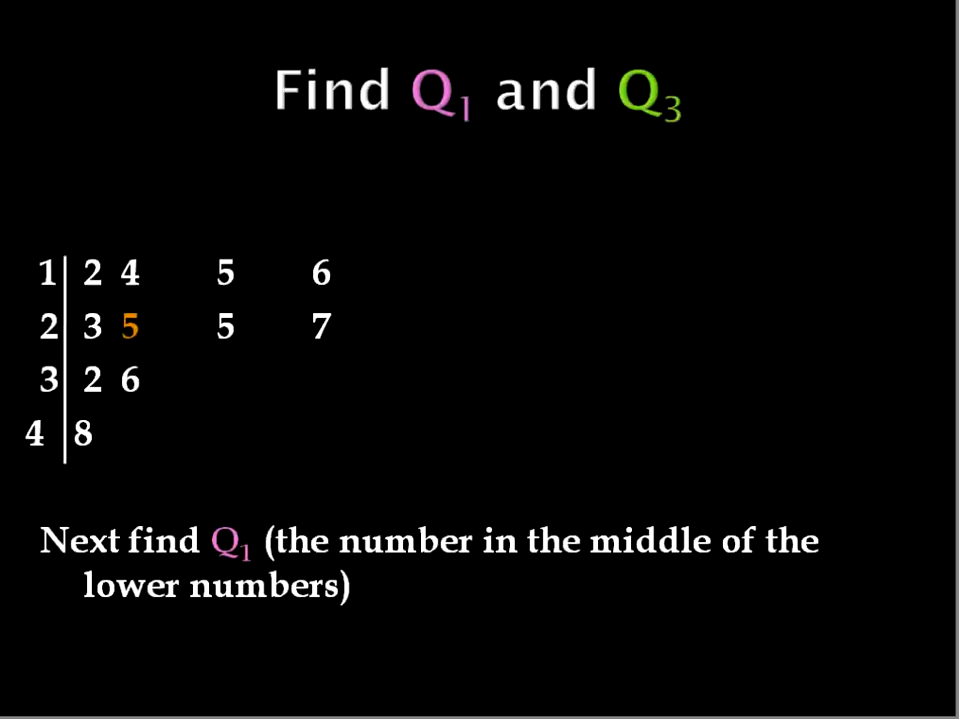 Find Q₁ and Q₃
1 2 4 5 6
2 3 5 5 7
3 2 6
4 8
Next find Q₁ (the number in the middle of the
lower numbers)